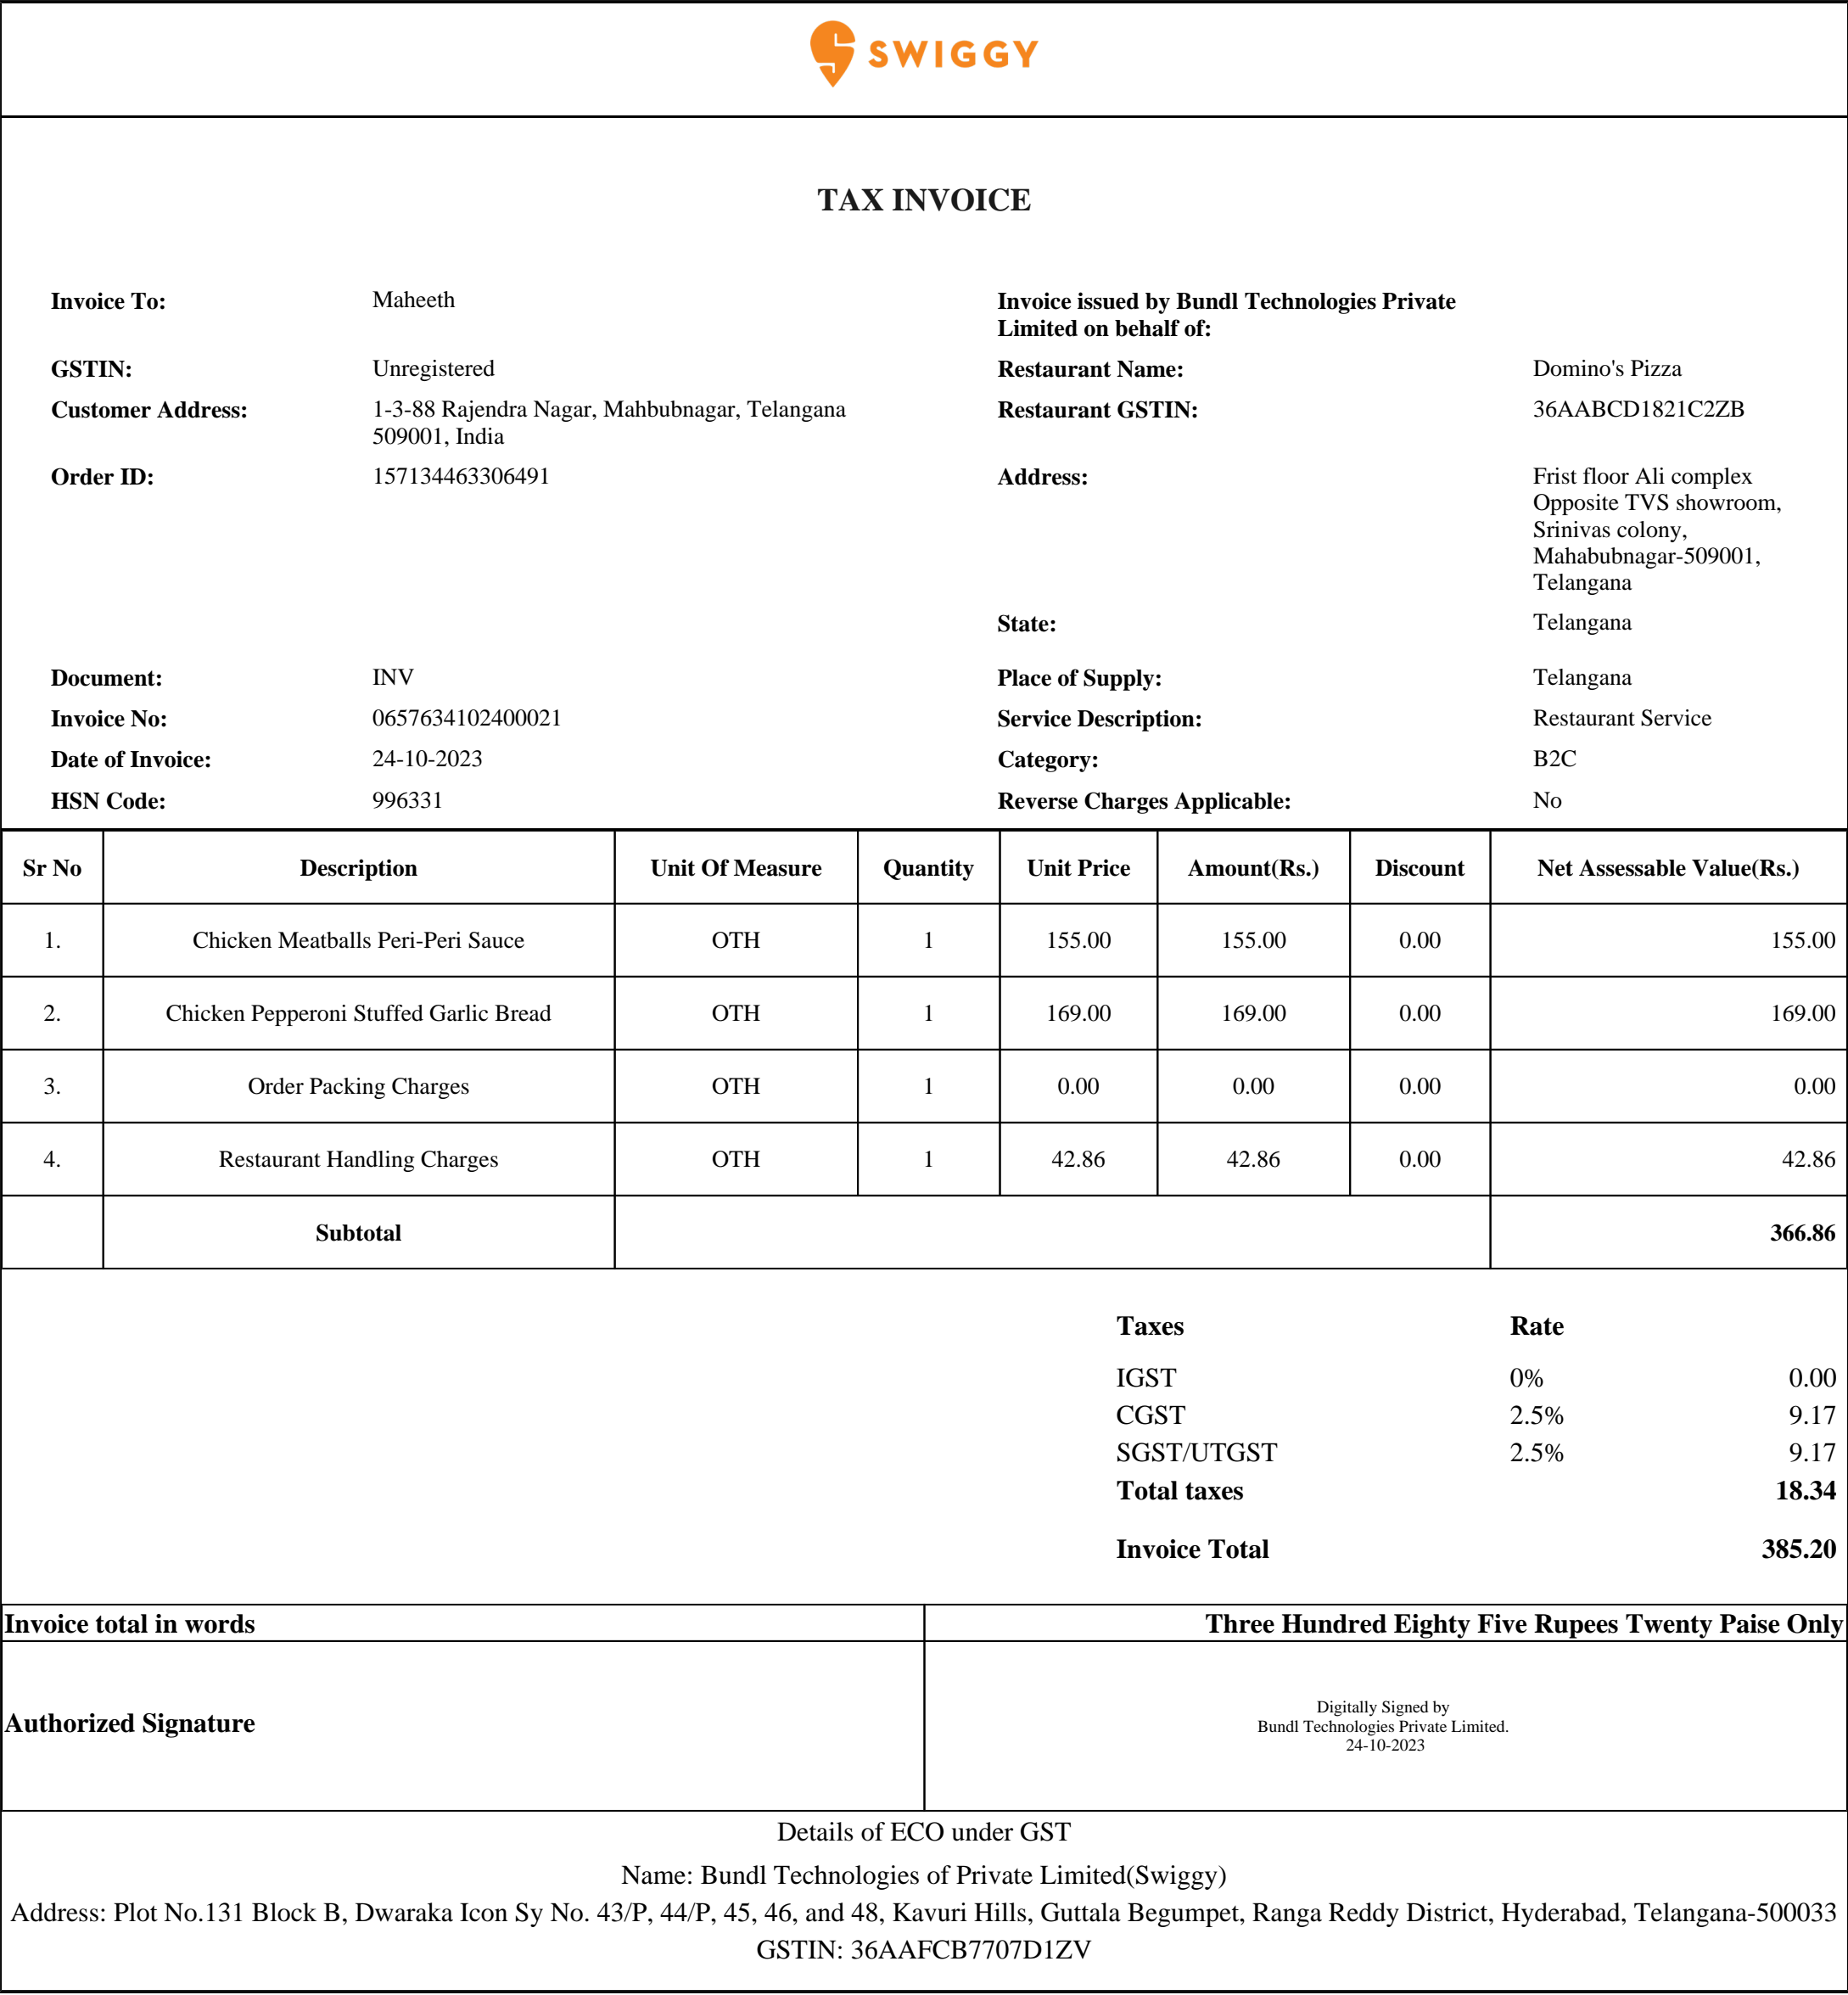 SWIGGY
TAX INVOICE
Invoice To: Maheeth
Invoice issued by Bundl Technologies Private
Limited on behalf of:
GSTIN: Unregistered
Restaurant Name: Domino's Pizza
Customer Address: 1-3-88 Rajendra Nagar, Mahbubnagar, Telangana
509001, India
Restaurant GSTIN: 36AABCD1821C2ZB
Order ID: 157134463306491
Address: Frist floor Ali complex
Opposite TVS showroom,
Srinivas colony,
Mahabubnagar-509001,
Telangana
State: Telangana
Document: INV
Place of Supply: Telangana
Invoice No: 0657634102400021
Service Description: Restaurant Service
Date of Invoice: 24-10-2023
Category: B2C
HSN Code: 996331
Reverse Charges Applicable: No
Sr No Description Unit Of Measure Quantity Unit Price Amount(Rs.) Discount Net Assessable Value(Rs.)
1. Chicken Meatballs Peri-Peri Sauce OTH 1 155.00 155.00 0.00 155.00
2. Chicken Pepperoni Stuffed Garlic Bread OTH 1 169.00 169.00 0.00 169.00
3. Order Packing Charges OTH 1 0.00 0.00 0.00 0.00
4. Restaurant Handling Charges OTH 1 42.86 42.86 0.00 42.86
Subtotal 366.86
Taxes Rate
IGST 0% 0.00
CGST 2.5% 9.17
SGST/UTGST 2.5% 9.17
Total taxes 18.34
Invoice Total 385.20
Invoice total in words Three Hundred Eighty Five Rupees Twenty Paise Only
Authorized Signature
Digitally Signed by
Bundl Technologies Private Limited.
24-10-2023
Details of ECO under GST
Name: Bundl Technologies of Private Limited(Swiggy)
Address: Plot No.131 Block B, Dwaraka Icon Sy No. 43/P, 44/P, 45, 46, and 48, Kavuri Hills, Guttala Begumpet, Ranga Reddy District, Hyderabad, Telangana-500033
GSTIN: 36AAFCB7707D1ZV